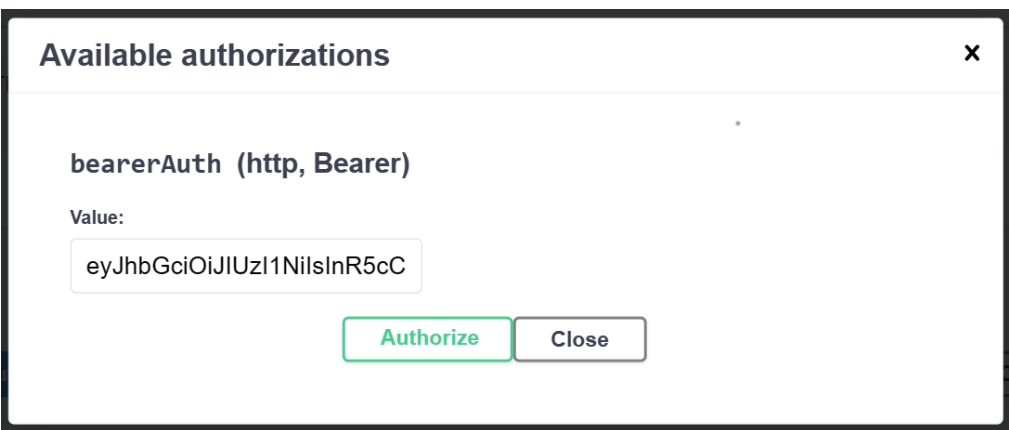 Available authorizations
bearerAuth (http, Bearer)
Value:
eyJhbGciOiJIUzI1NiIsInR5cC
Authorize
Close